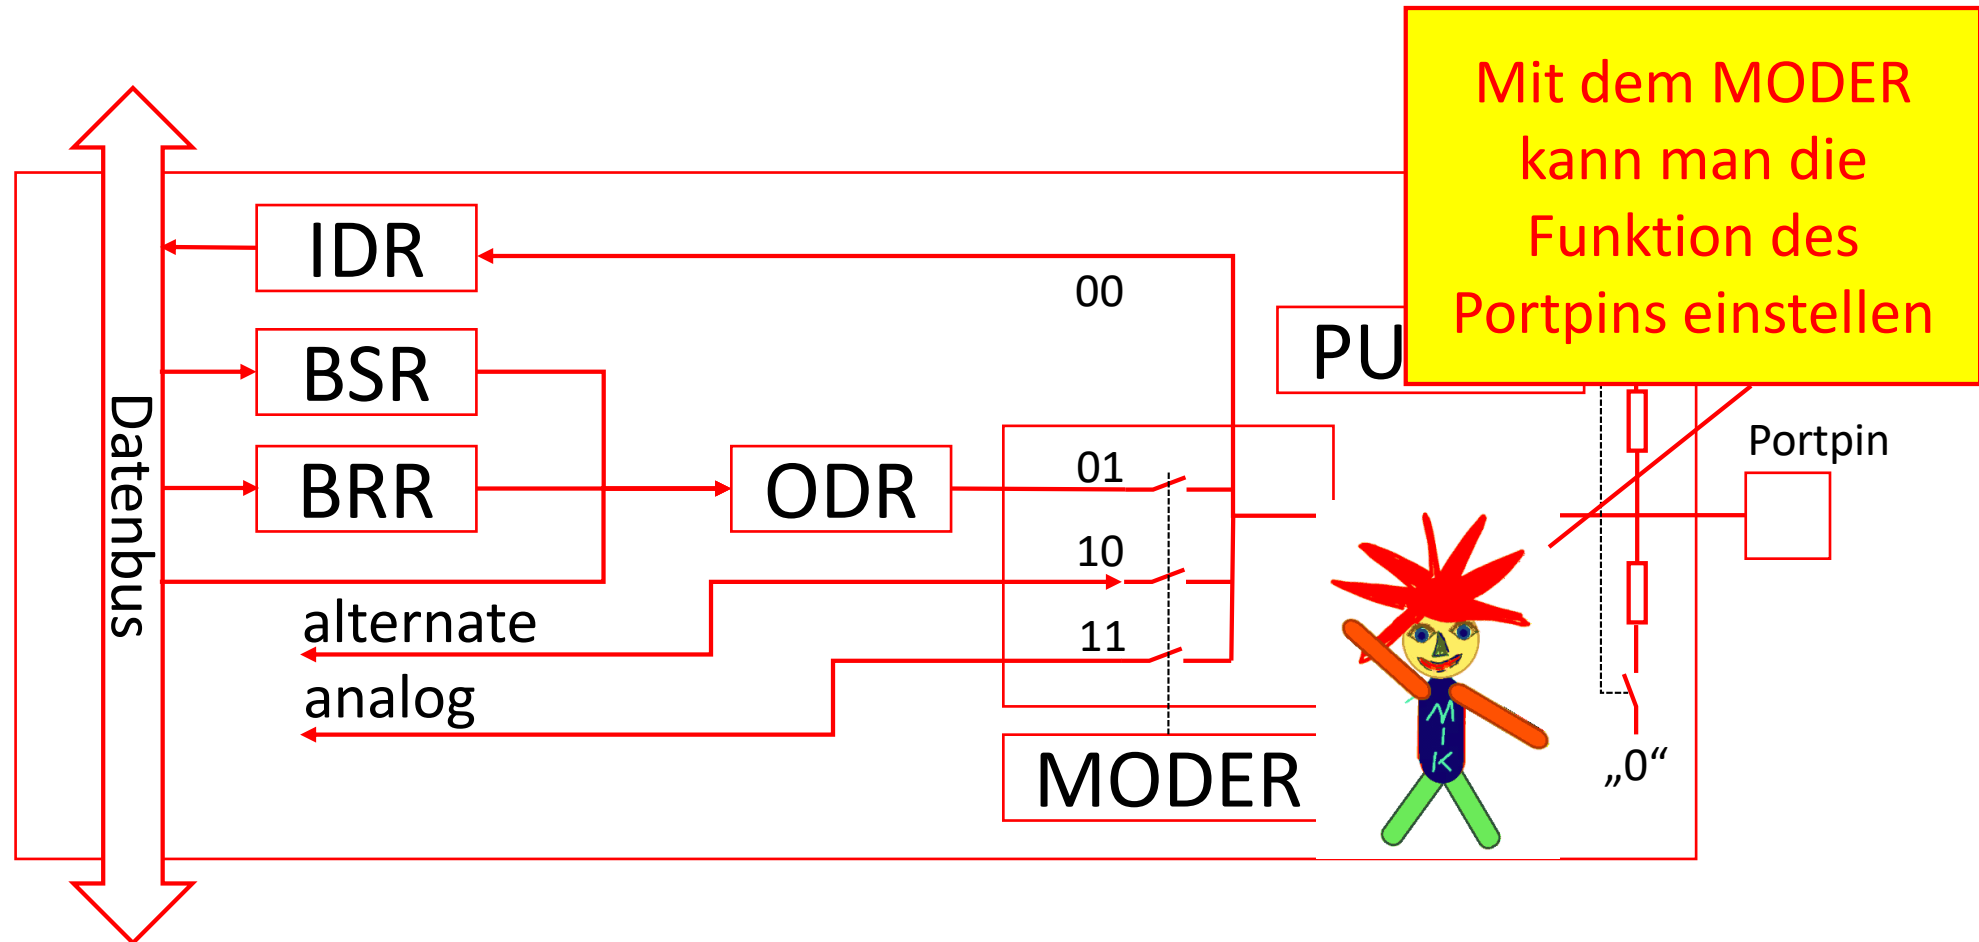 Mit dem MODER
kann man die
Funktion des
Portpins einstellen
IDR
00
PU
BSR
Datenbus
Portpin
01
BRR
ODR
10
alternate
11
analog
MIK
MODER
„0“